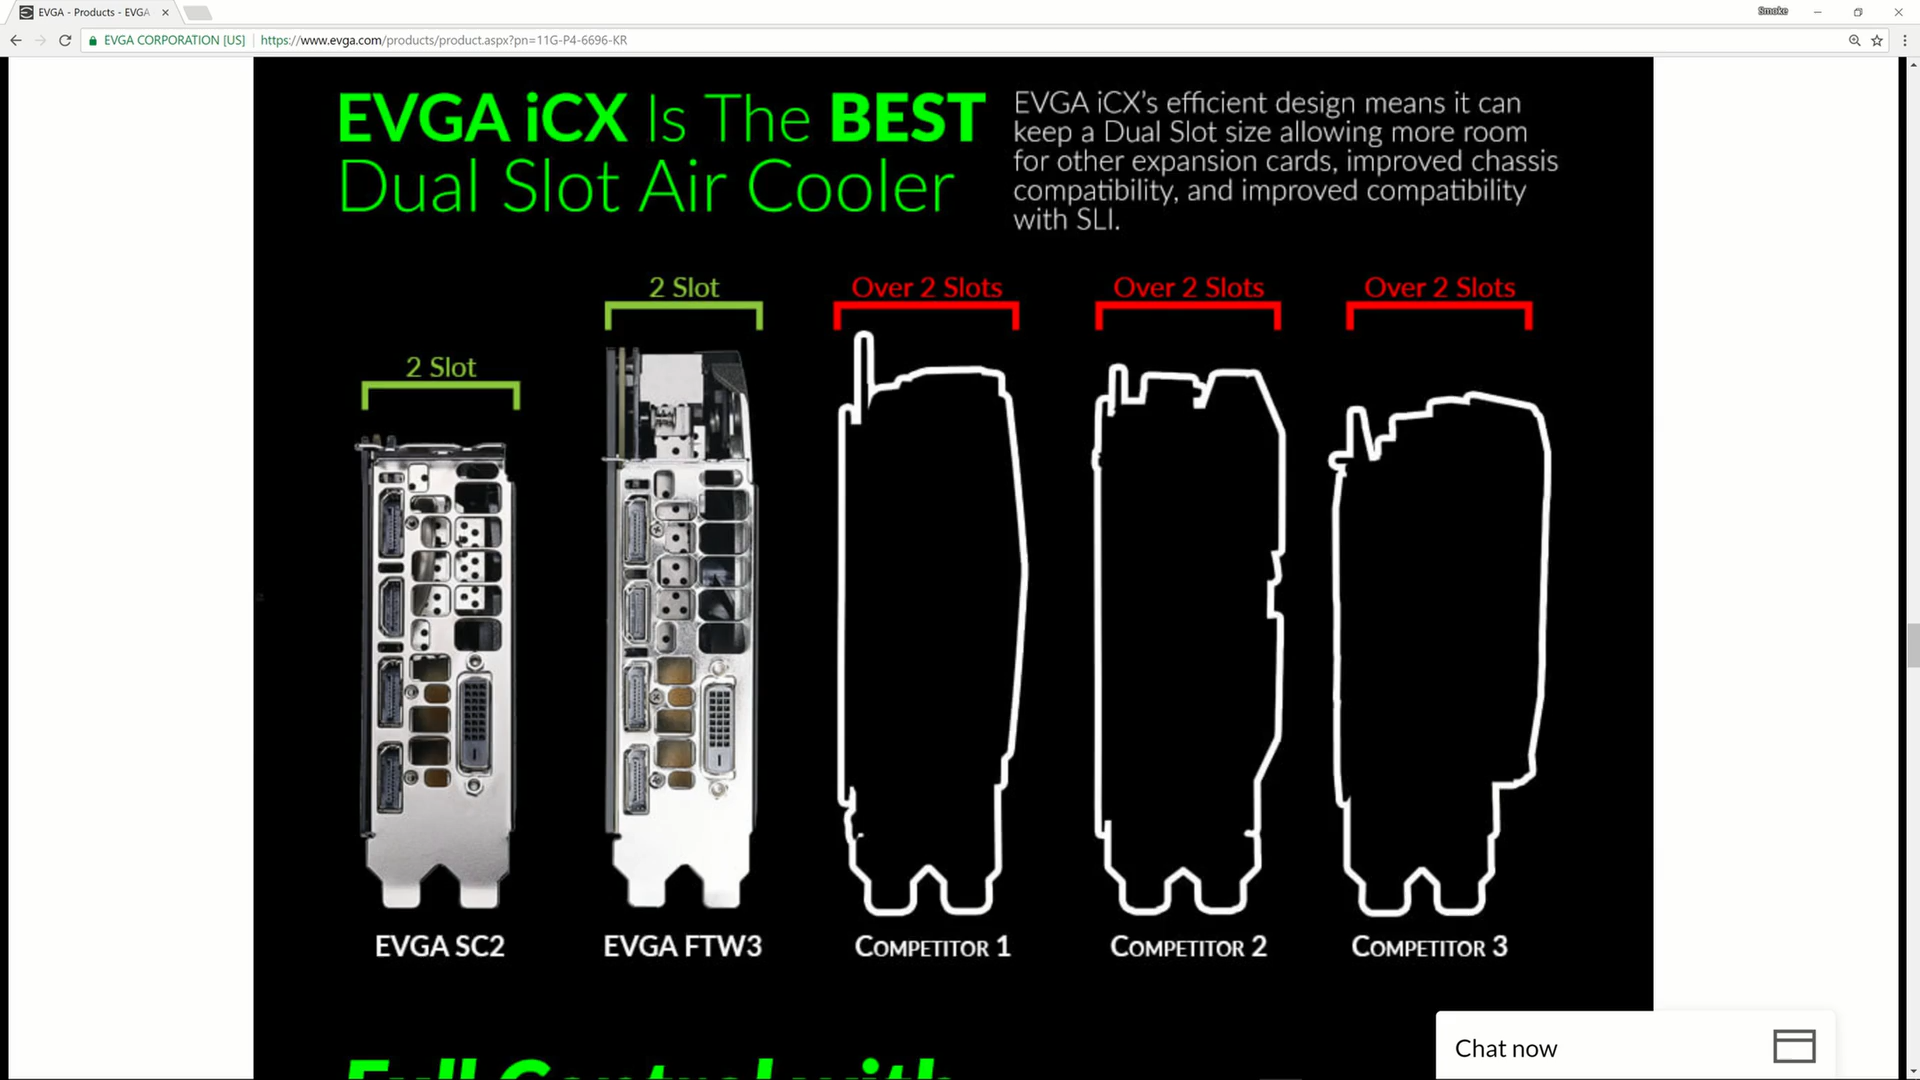 EVGA - Products - EVGA
Smoke
EVGA CORPORATION [US]
https://www.evga.com/products/product.aspx?pn=11G-P4-6696-KR
EVGA iCX Is The BEST
Dual Slot Air Cooler
EVGA iCX's efficient design means it can
keep a Dual Slot size allowing more room
for other expansion cards, improved chassis
compatibility, and improved compatibility
with SLI.
2 Slot
2 Slot
Over 2 Slots
Over 2 Slots
Over 2 Slots
EVGA SC2
EVGA FTW3
COMPETITOR 1
COMPETITOR 2
COMPETITOR 3
Full Control with
Chat now